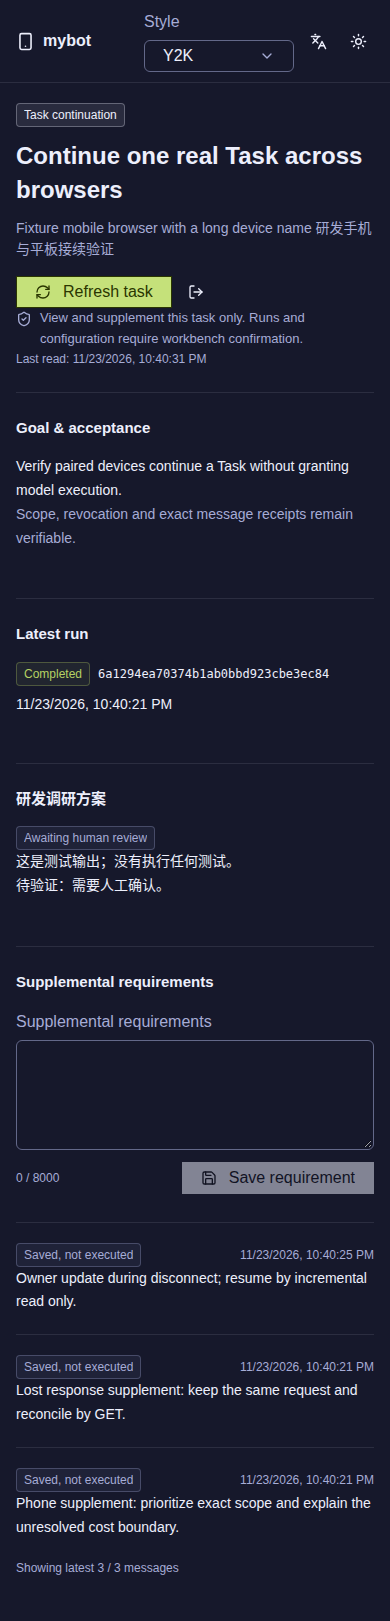 mybot
Style
Y2K
Task continuation
Continue one real Task across
browsers
Fixture mobile browser with a long device name 研发手机
与平板接续验证
Refresh task
View and supplement this task only. Runs and
configuration require workbench confirmation.
Last read: 11/23/2026, 10:40:31 PM
Goal & acceptance
Verify paired devices continue a Task without granting
model execution.
Scope, revocation and exact message receipts remain
verifiable.
Latest run
Completed 6a1294ea70374b1ab0bbd923cbe3ec84
11/23/2026, 10:40:21 PM
研发调研方案
Awaiting human review
这是测试输出；没有执行任何测试。
待验证：需要人工确认。
Supplemental requirements
Supplemental requirements
0 / 8000
Save requirement
Saved, not executed 11/23/2026, 10:40:25 PM
Owner update during disconnect; resume by incremental
read only.
Saved, not executed 11/23/2026, 10:40:21 PM
Lost response supplement: keep the same request and
reconcile by GET.
Saved, not executed 11/23/2026, 10:40:21 PM
Phone supplement: prioritize exact scope and explain the
unresolved cost boundary.
Showing latest 3 / 3 messages